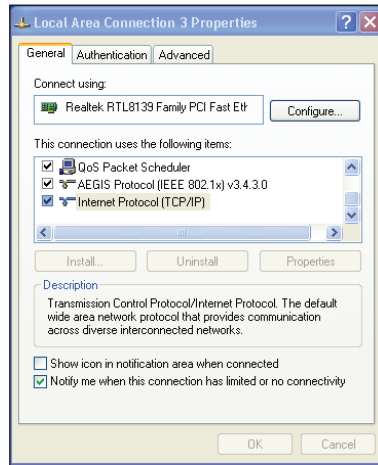 Local Area Connection 3 Properties
General Authentication Advanced
Connect using:
Realtek RTL8139 Family PCI Fast Eth
Configure...
This connection uses the following items:
QoS Packet Scheduler
AEGIS Protocol (IEEE 802.1x) v3.4.3.0
Internet Protocol (TCP/IP)
Install... Uninstall Properties
Description
Transmission Control Protocol/Internet Protocol. The default
wide area network protocol that provides communication
across diverse interconnected networks.
Show icon in notification area when connected
Notify me when this connection has limited or no connectivity
OK Cancel